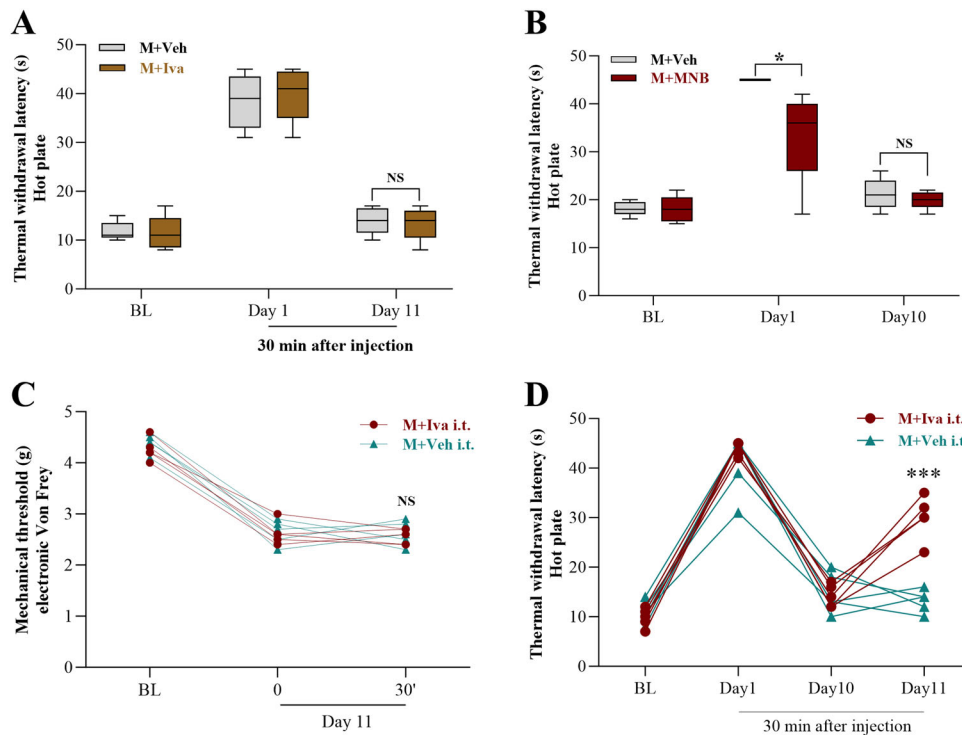 A
Thermal withdrawal latency (s)
Hot plate
50
40
30
20
10
0
M+Veh
M+Iva
NS
BL
Day 1
Day 11
30 min after injection
B
Thermal withdrawal latency (s)
Hot plate
50
40
30
20
10
0
M+Veh
M+MNB
*
NS
BL
Day1
Day10
C
Mechanical threshold (g)
electronic Von Frey
5
4
3
2
1
0
M+Iva i.t.
M+Veh i.t.
NS
BL
0
30'
Day 11
D
Thermal withdrawal latency (s)
Hot plate
50
40
30
20
10
0
M+Iva i.t.
M+Veh i.t
***
BL
Day1
Day10
Day11
30 min after injection